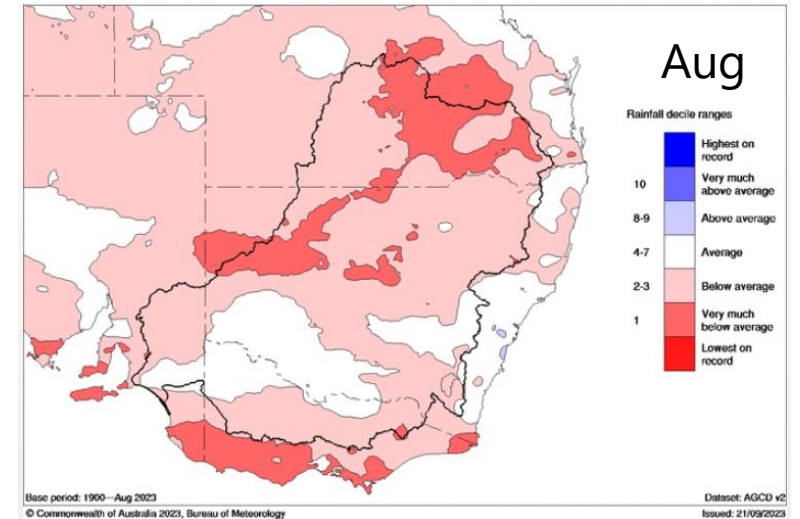 Aug
Rainfall decile ranges
Highest on
record
10
Very much
above average
8-9
Above average
4-7
Average
2-3
Below average
1
Very much
below average
Lowest on
record
Base period: 1900—Aug 2023
Dataset: AGCD v2
© Commonwealth of Australia 2023, Bureau of Meteorology
Issued: 21/09/2023